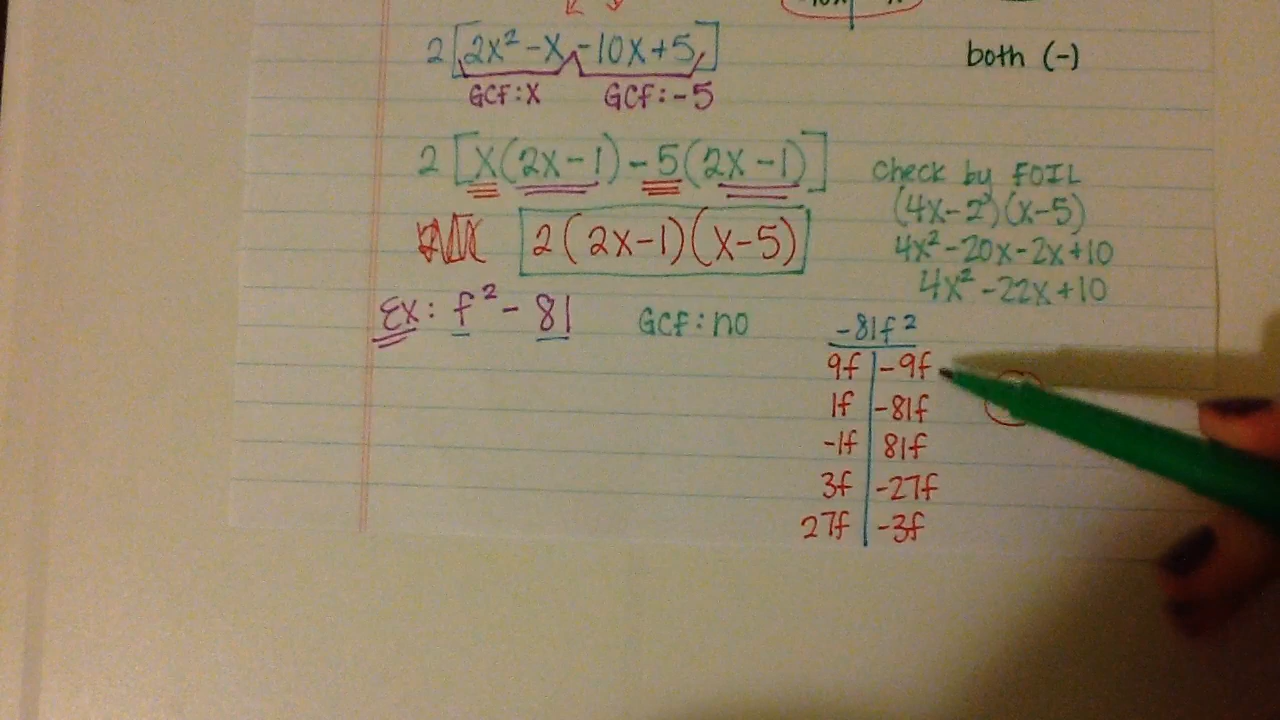 2[2x² - x - 10x + 5]
GCF: x GCF: -5
both (-)
2[x(2x - 1) - 5(2x - 1)]
2(2x - 1)(x - 5)
Check by FOIL
(4x - 2)(x - 5)
4x² - 20x - 2x + 10
4x² - 22x + 10
Ex: f² - 81 GCF: no
-81f²
9f | -9f
1f | -81f
-1f | 81f
3f | -27f
27f | -3f